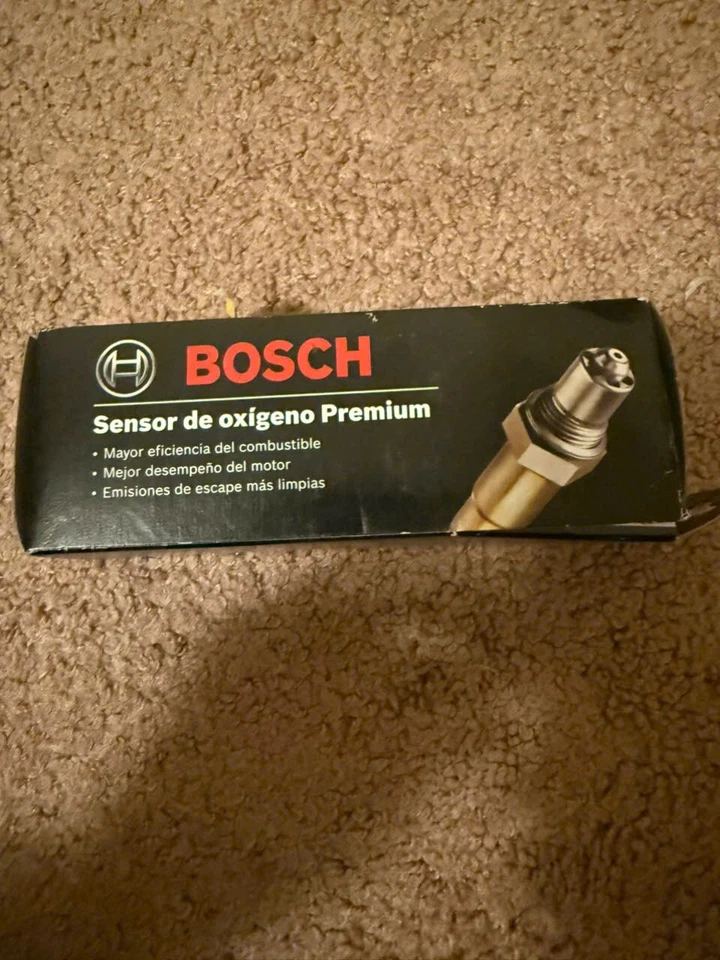 BOSCH
Sensor de oxígeno Premium
• Mayor eficiencia del combustible
• Mejor desempeño del motor
• Emisiones de escape más limpias